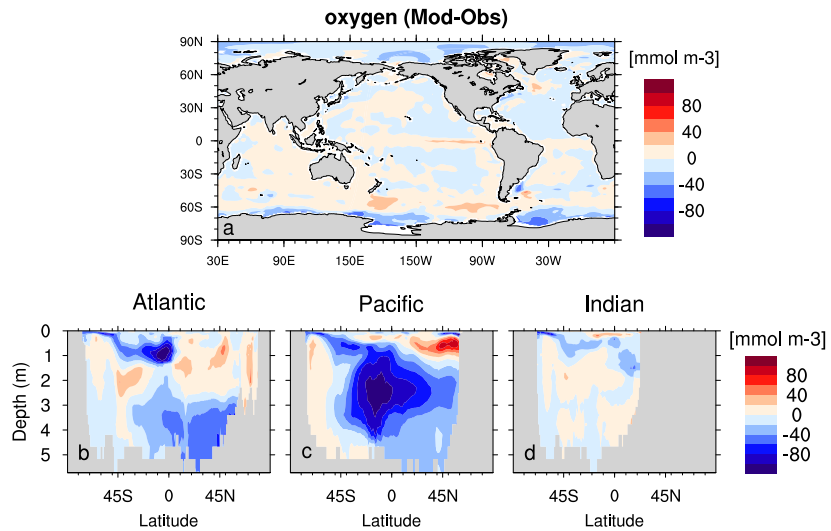 oxygen (Mod-Obs)
90N
60N
30N
0
30S
60S
90S
a
30E 90E 150E 150W 90W 30W
[mmol m-3]
80
40
0
-40
-80
Atlantic Pacific Indian
Depth (m)
0
1
2
3
4
5
b c d
45S 0 45N 45S 0 45N 45S 0 45N
Latitude Latitude Latitude
[mmol m-3]
80
40
0
-40
-80